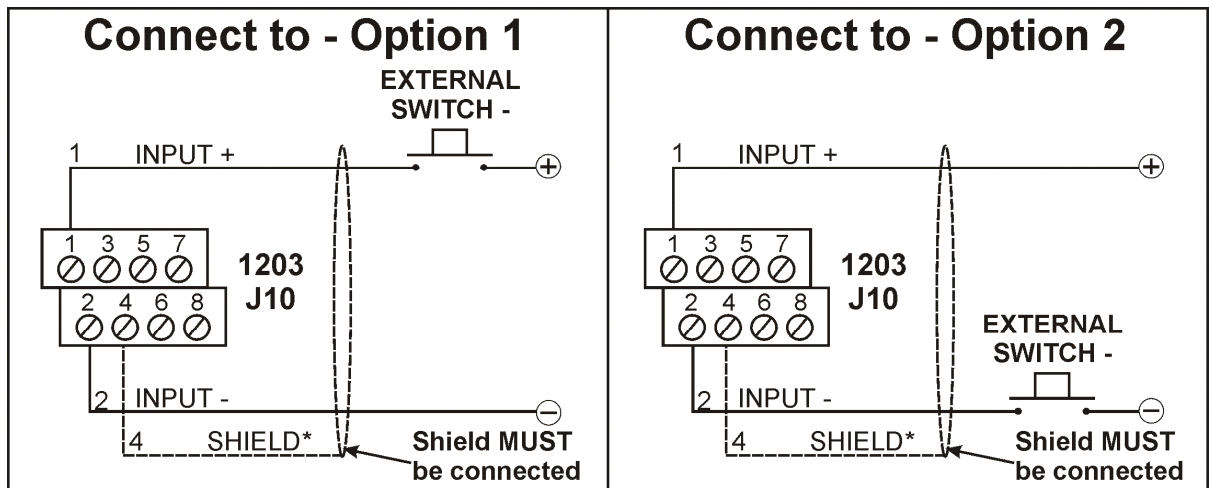 Connect to - Option 1
EXTERNAL
SWITCH -
1 INPUT +
+
1 3 5 7
1203
J10
2 4 6 8
2 INPUT -
-
4 SHIELD*
Shield MUST
be connected
Connect to - Option 2
1 INPUT +
+
1 3 5 7
1203
J10
2 4 6 8
EXTERNAL
SWITCH -
2 INPUT -
-
4 SHIELD*
Shield MUST
be connected